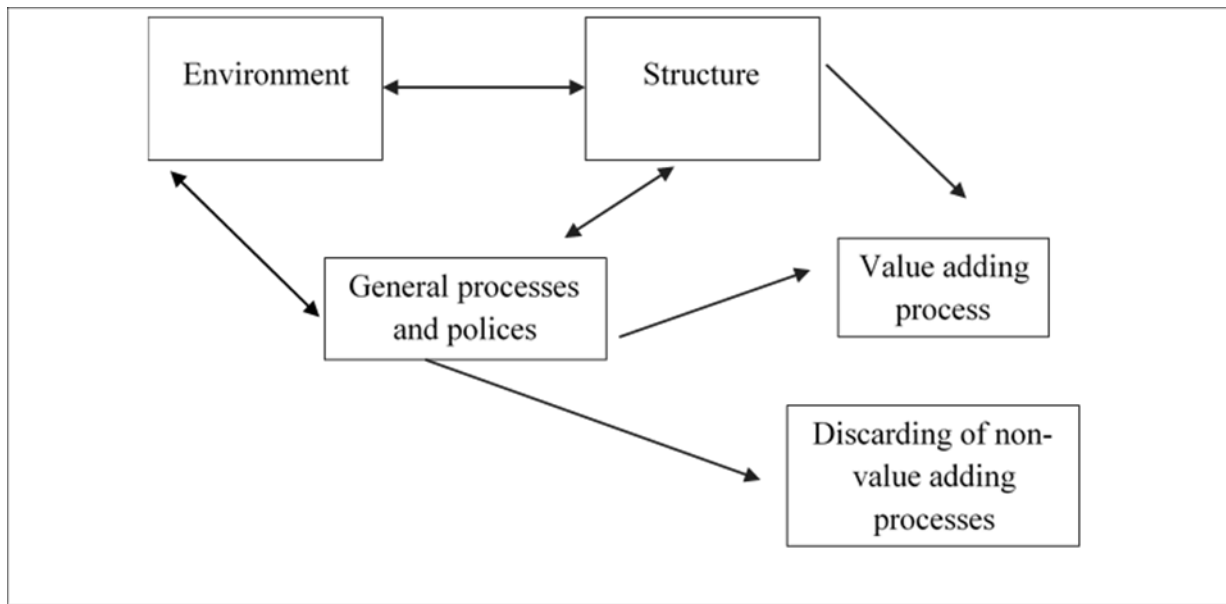 Environment
Structure
General processes
and polices
Value adding
process
Discarding of non-
value adding
processes